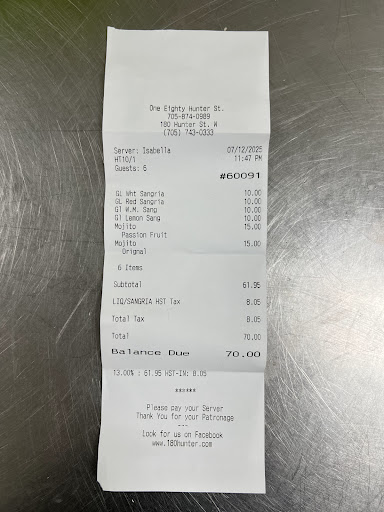 One Eighty Hunter St.
705-874-0989
180 Hunter St. W
(705) 743-0333
Server: Isabella 07/12/2025
HT10/1 11:47 PM
Guests: 6
#60091
GL Wht Sangria 10.00
GL Red Sangria 10.00
Gl W.M. Sang 10.00
Gl Lemon Sang 10.00
Mojito 15.00
Passion Fruit
Mojito 15.00
Orignal
6 Items
Subtotal 61.95
LIQ/SANGRIA HST Tax 8.05
Total Tax 8.05
Total 70.00
Balance Due 70.00
13.00% | 61.95 HST-IN: 8.05
******
Please pay your Server
Thank You for your Patronage
---
Look for us on Facebook
www.180hunter.com